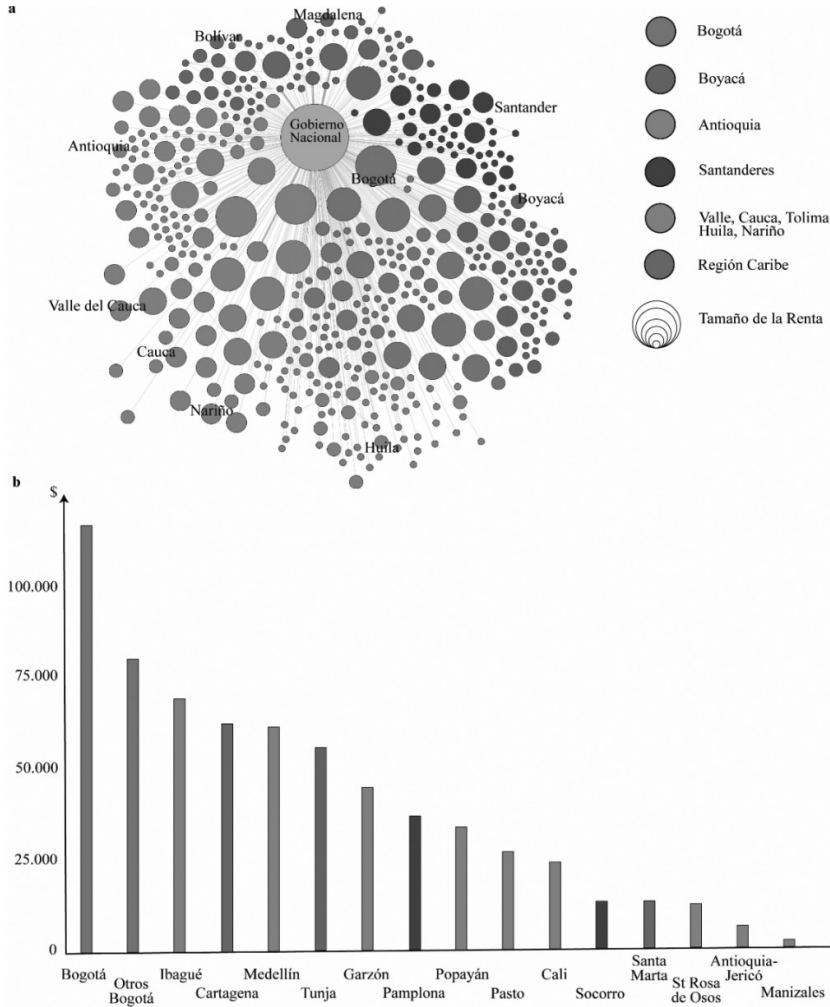 a
Magdalena
Bolívar
Santander
Gobierno
Nacional
Antioquia
Bogotá
Boyacá
Valle del Cauca
Cauca
Nariño
Huila
Bogotá
Boyacá
Antioquia
Santanderes
Valle, Cauca, Tolima
Huila, Nariño
Región Caribe
Tamaño de la Renta
b
$
100.000
75.000
50.000
25.000
0
Bogotá
Otros
Bogotá
Ibagué
Cartagena
Medellín
Tunja
Garzón
Pamplona
Popayán
Pasto
Cali
Socorro
Santa
Marta
St Rosa
de Osos
Antioquia-
Jericó
Manizales